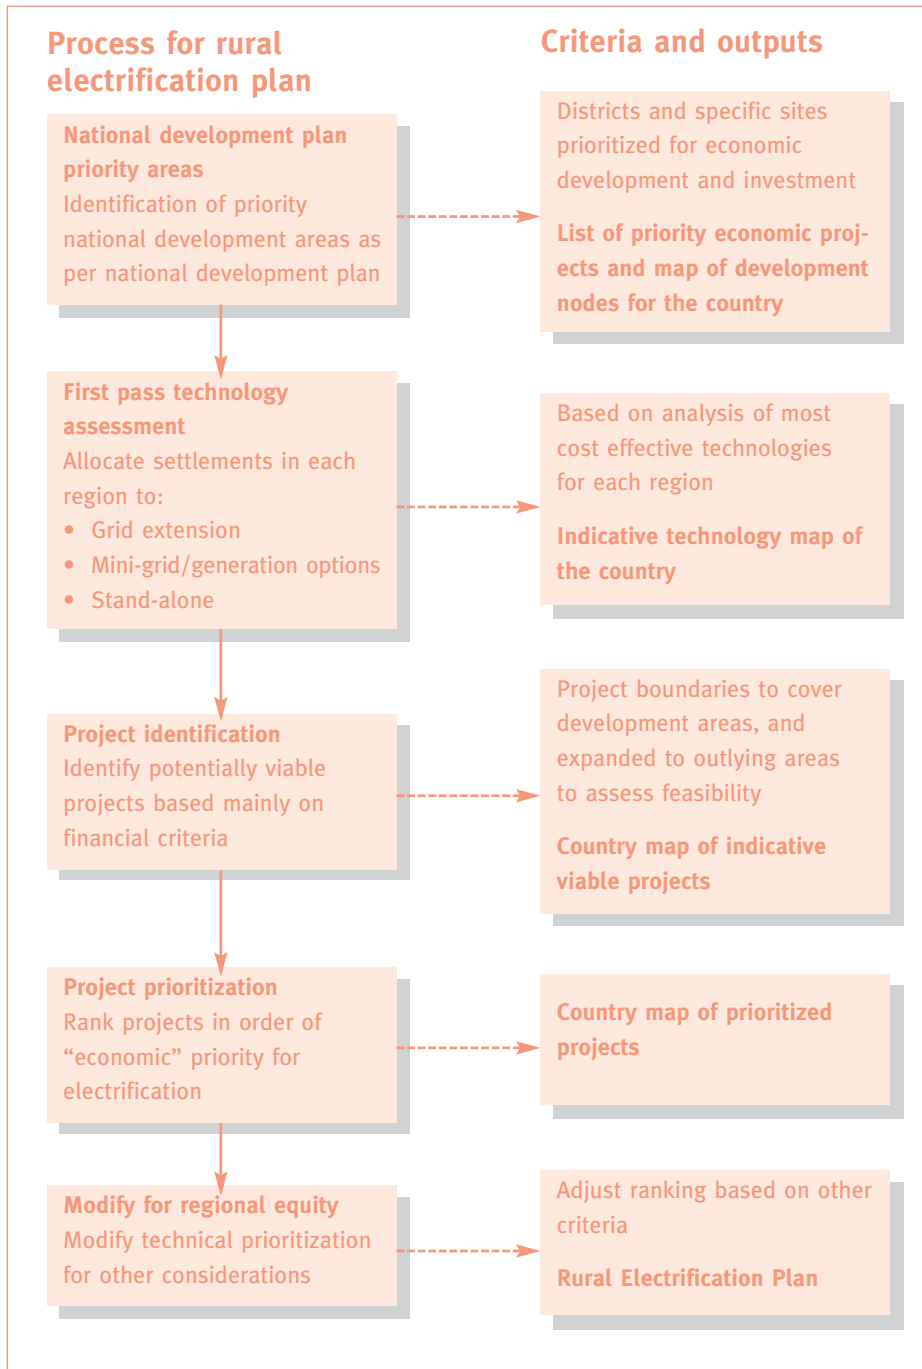 Process for rural
electrification plan
National development plan
priority areas
Identification of priority
national development areas as
per national development plan
First pass technology
assessment
Allocate settlements in each
region to:
• Grid extension
• Mini-grid/generation options
• Stand-alone
Project identification
Identify potentially viable
projects based mainly on
financial criteria
Project prioritization
Rank projects in order of
“economic” priority for
electrification
Modify for regional equity
Modify technical prioritization
for other considerations
Criteria and outputs
Districts and specific sites
prioritized for economic
development and investment
List of priority economic proj-
ects and map of development
nodes for the country
Based on analysis of most
cost effective technologies
for each region
Indicative technology map of
the country
Project boundaries to cover
development areas, and
expanded to outlying areas
to assess feasibility
Country map of indicative
viable projects
Country map of prioritized
projects
Adjust ranking based on other
criteria
Rural Electrification Plan